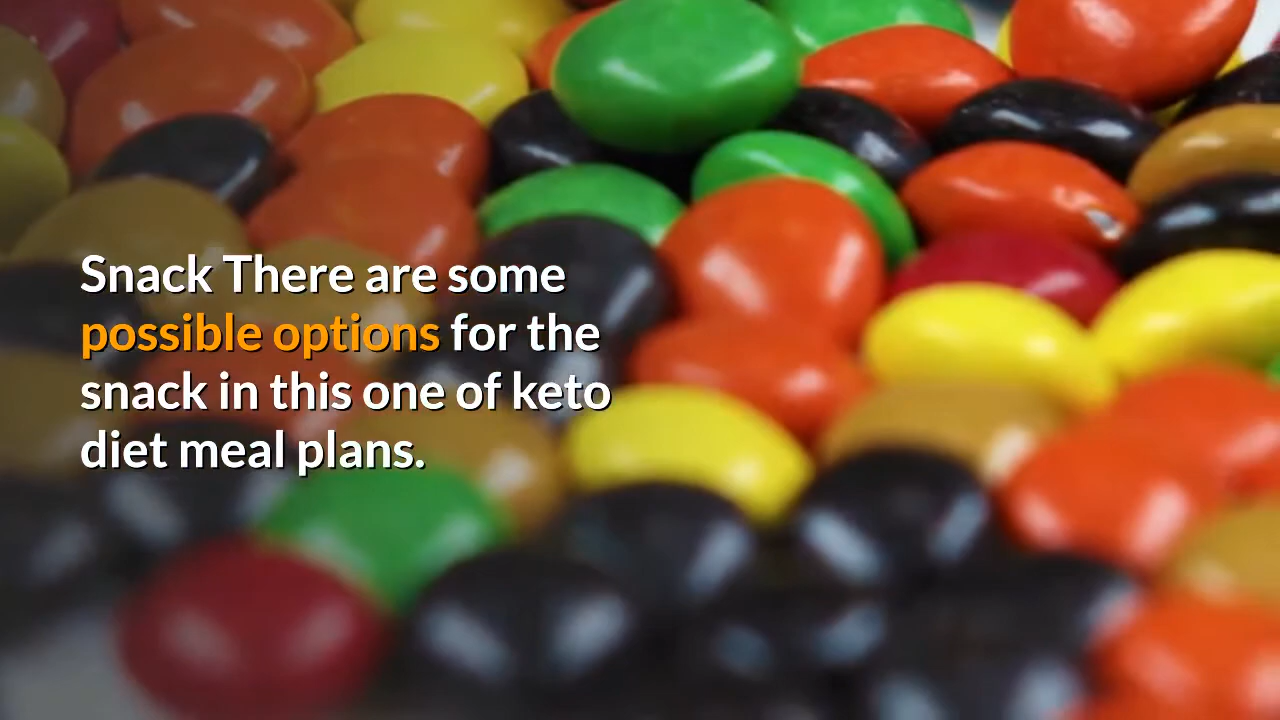 Snack There are some
possible options for the
snack in this one of keto
diet meal plans.